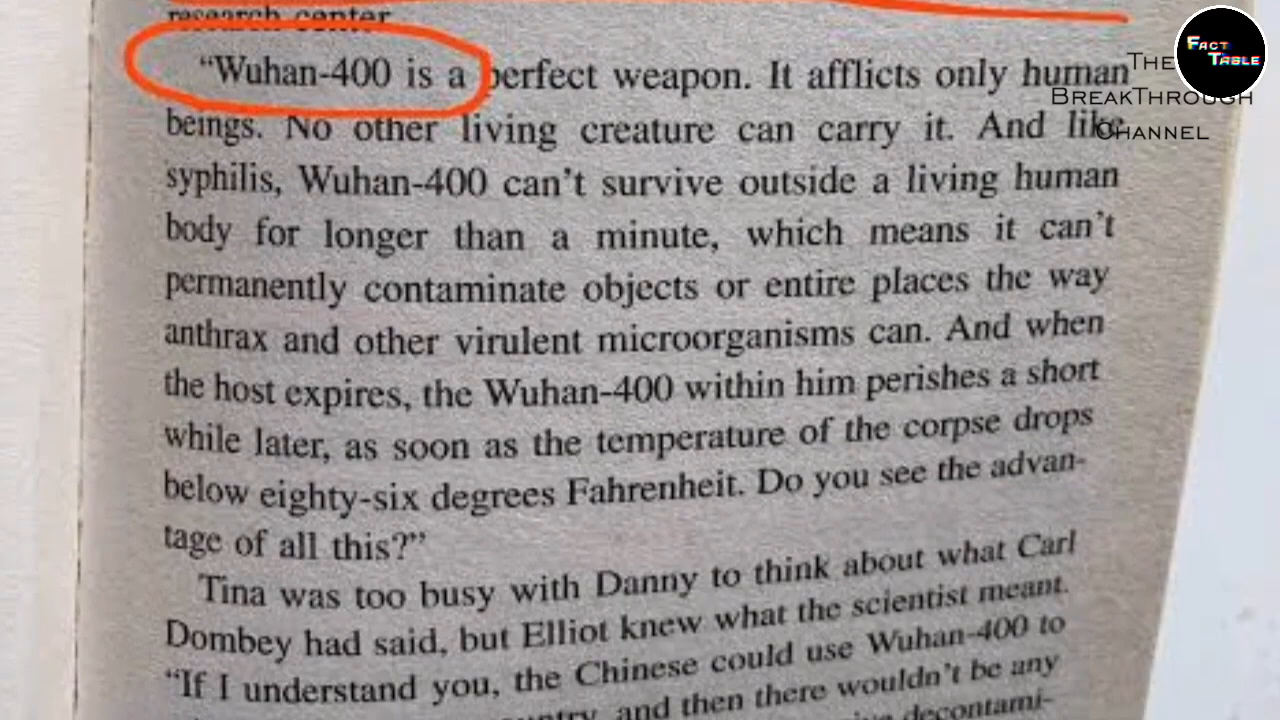 research center.
“Wuhan-400 is a perfect weapon. It afflicts only human
beings. No other living creature can carry it. And like
syphilis, Wuhan-400 can’t survive outside a living human
body for longer than a minute, which means it can’t
permanently contaminate objects or entire places the way
anthrax and other virulent microorganisms can. And when
the host expires, the Wuhan-400 within him perishes a short
while later, as soon as the temperature of the corpse drops
below eighty-six degrees Fahrenheit. Do you see the advan-
tage of all this?”
Tina was too busy with Danny to think about what Carl
Dombey had said, but Elliot knew what the scientist meant.
“If I understand you, the Chinese could use Wuhan-400 to
and then there wouldn’t be any
decontami-
FACT
TABLE
THE
BREAKTHROUGH
CHANNEL